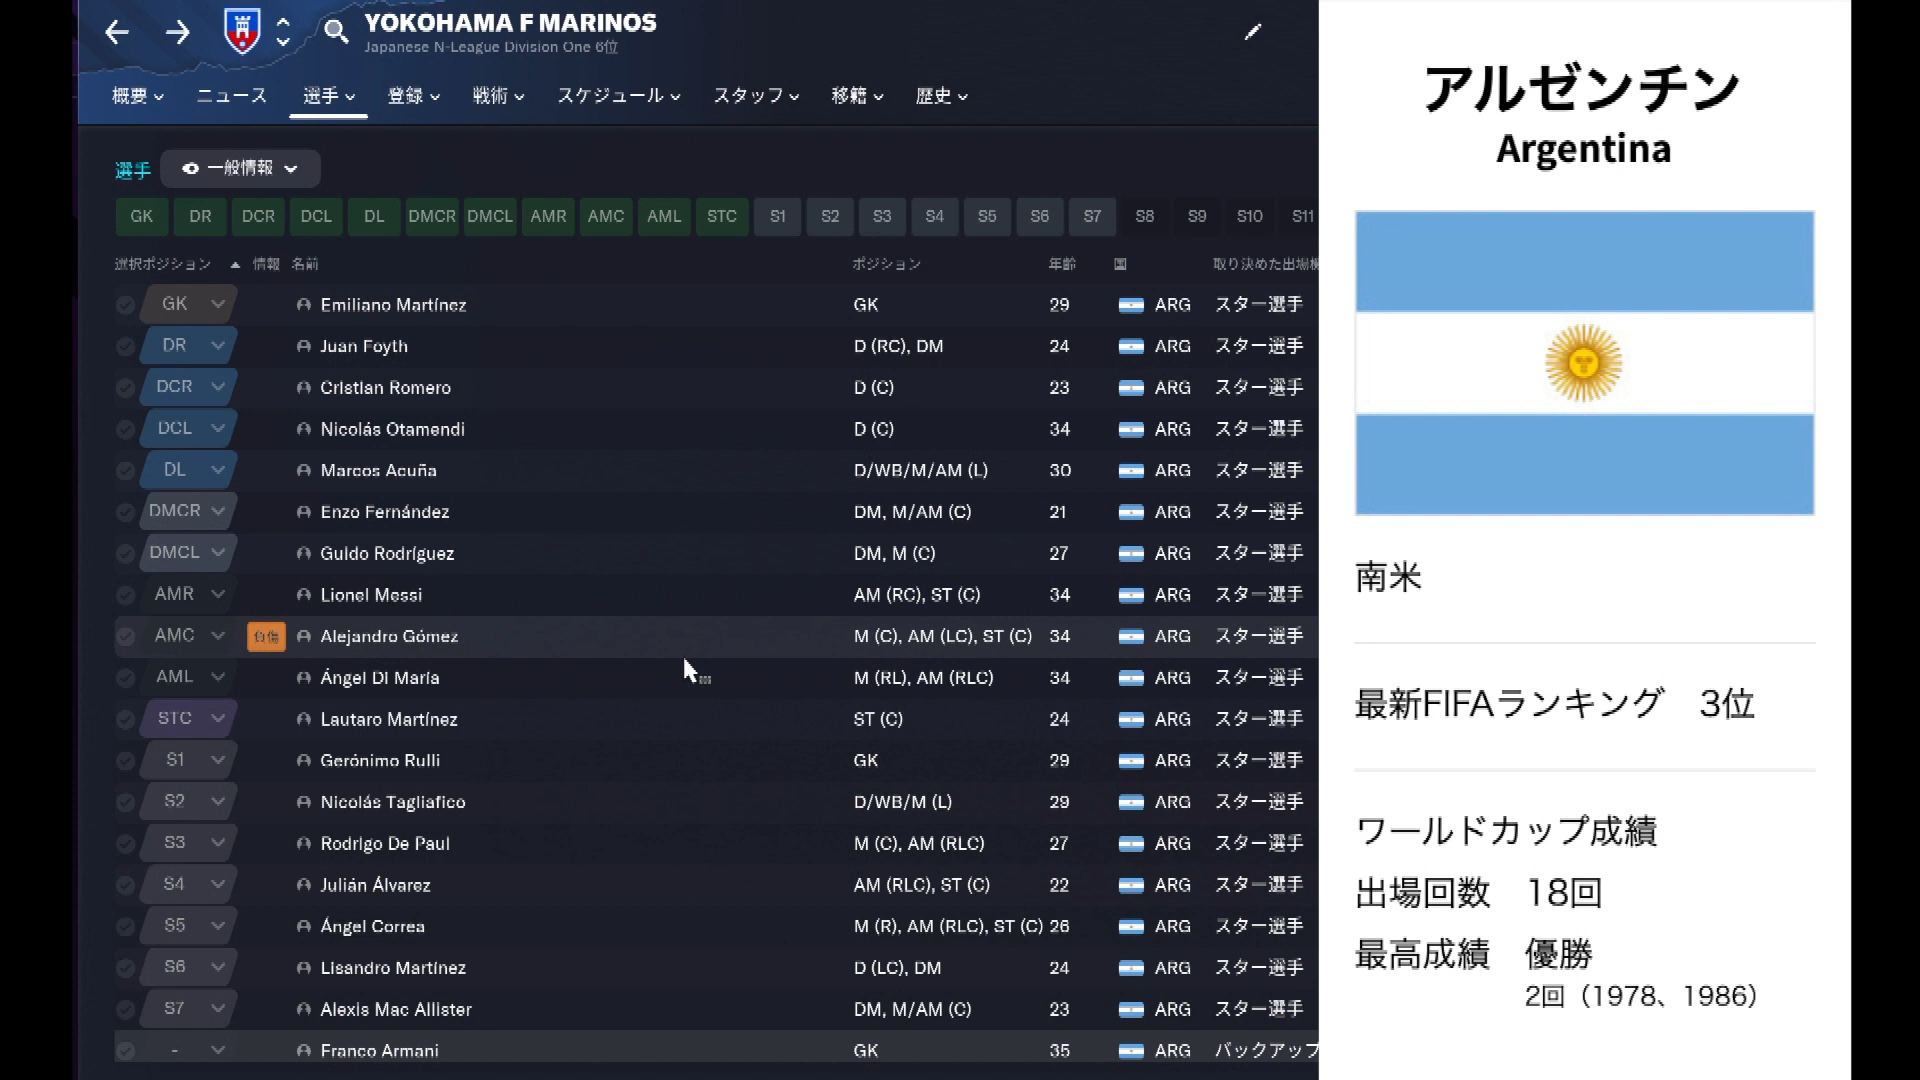 YOKOHAMA F MARINOS
Japanese N-League Division One 6位
概要 ニュース 選手 登録 戦術 スケジュール スタッフ 移籍 歴史
選手 一般情報
GK DR DCR DCL DL DMCR DMCL AMR AMC AML STC S1 S2 S3 S4 S5 S6 S7 S8 S9 S10 S11
選択ポジション 情報 名前 ポジション 年齢 国 取り決めた出場機
GK Emiliano Martínez GK 29 ARG スター選手
DR Juan Foyth D (RC), DM 24 ARG スター選手
DCR Cristian Romero D (C) 23 ARG スター選手
DCL Nicolás Otamendi D (C) 34 ARG スター選手
DL Marcos Acuña D/WB/M/AM (L) 30 ARG スター選手
DMCR Enzo Fernández DM, M/AM (C) 21 ARG スター選手
DMCL Guido Rodríguez DM, M (C) 27 ARG スター選手
AMR Lionel Messi AM (RC), ST (C) 34 ARG スター選手
AMC 負傷 Alejandro Gómez M (C), AM (LC), ST (C) 34 ARG スター選手
AML Ángel Di María M (RL), AM (RLC) 34 ARG スター選手
STC Lautaro Martínez ST (C) 24 ARG スター選手
S1 Gerónimo Rulli GK 29 ARG スター選手
S2 Nicolás Tagliafico D/WB/M (L) 29 ARG スター選手
S3 Rodrigo De Paul M (C), AM (RLC) 27 ARG スター選手
S4 Julián Álvarez AM (RLC), ST (C) 22 ARG スター選手
S5 Ángel Correa M (R), AM (RLC), ST (C) 26 ARG スター選手
S6 Lisandro Martínez D (LC), DM 24 ARG スター選手
S7 Alexis Mac Allister DM, M/AM (C) 23 ARG スター選手
- Franco Armani GK 35 ARG バックアップ
アルゼンチン
Argentina
南米
最新FIFAランキング 3位
ワールドカップ成績
出場回数 18回
最高成績 優勝
2回（1978、1986）